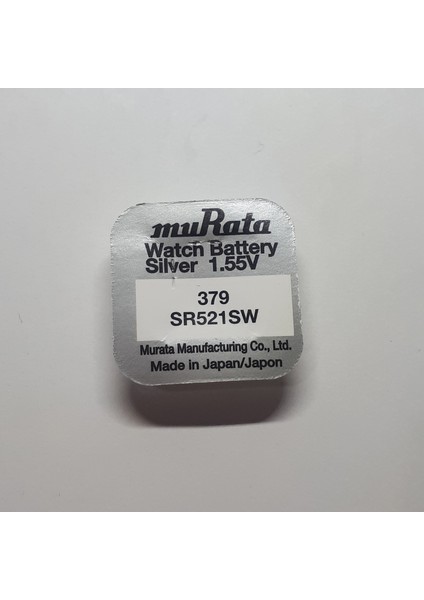 muRata
Watch Battery
Silver 1.55V
379
SR521SW
Murata Manufacturing Co., Ltd.
Made in Japan/Japon